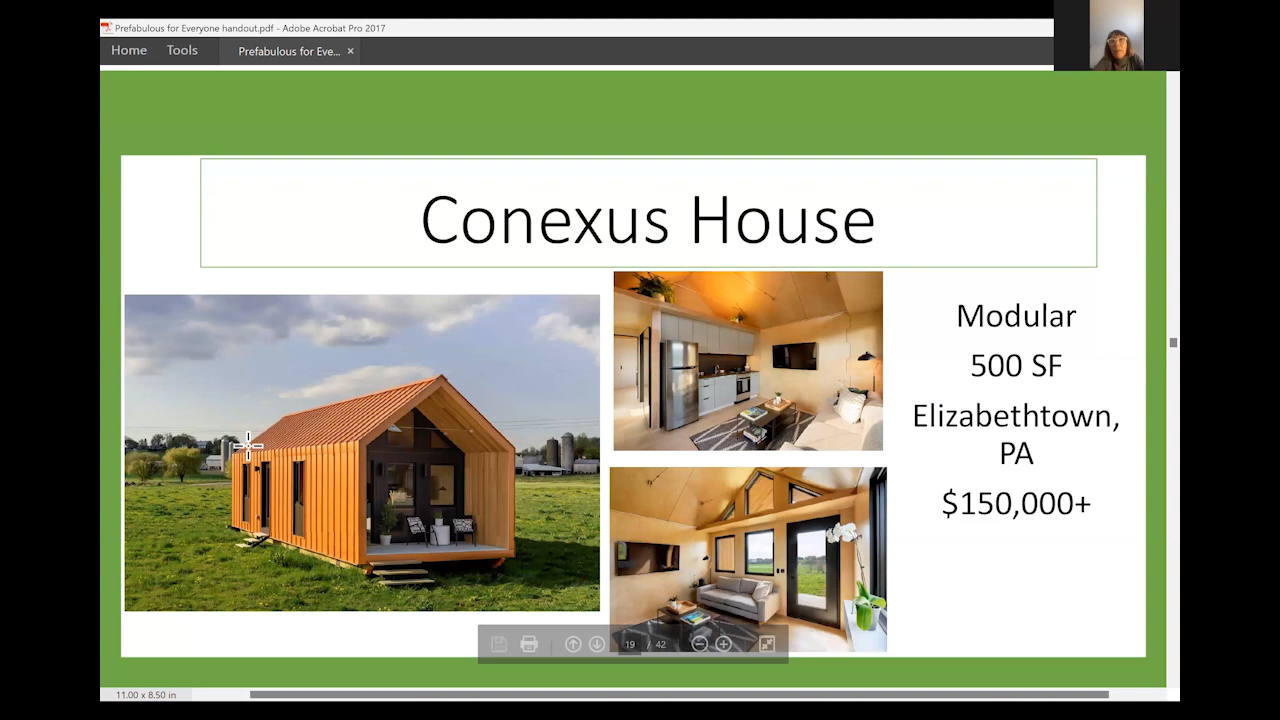 Prefabulous for Everyone handout.pdf - Adobe Acrobat Pro 2017
Home Tools Prefabulous for Eve... ×
Conexus House
Modular
500 SF
Elizabethtown,
PA
$150,000+
19 / 42
11.00 x 8.50 in